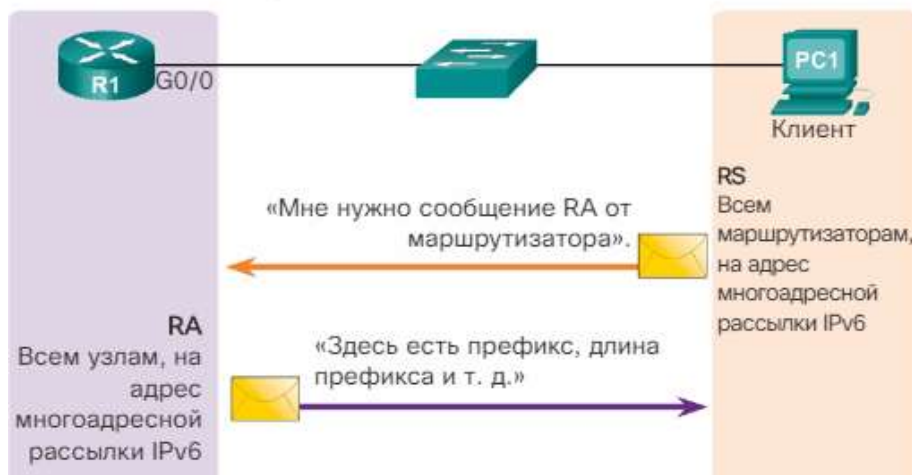 R1
G0/0
PC1
Клиент
«Мне нужно сообщение RA от
маршрутизатора».
RS
Всем
маршрутизаторам,
на адрес
многоадресной
рассылки IPv6
RA
Всем узлам, на
адрес
многоадресной
рассылки IPv6
«Здесь есть префикс, длина
префикса и т. д.»